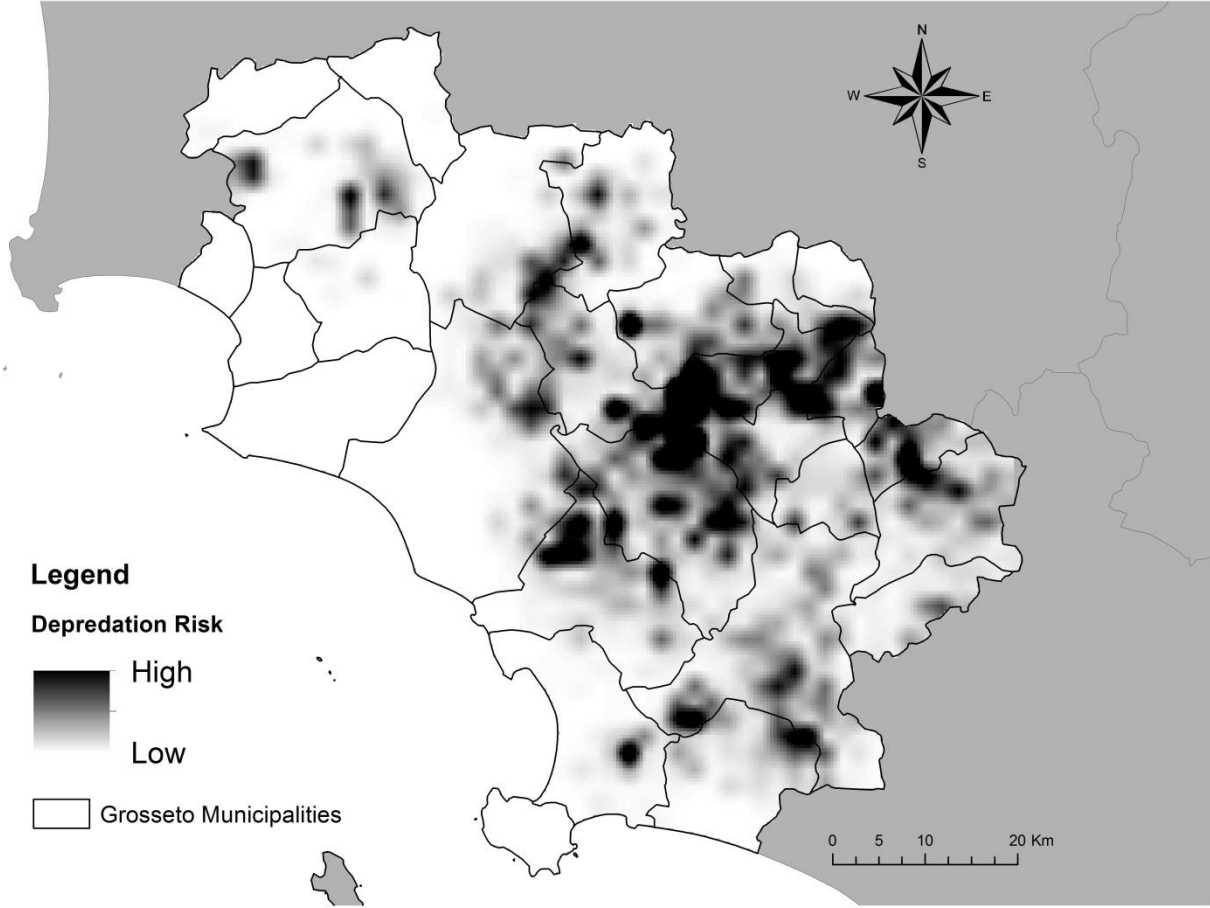 N
W E
S
Legend
Depredation Risk
High
Low
Grosseto Municipalities
0 5 10 20 Km